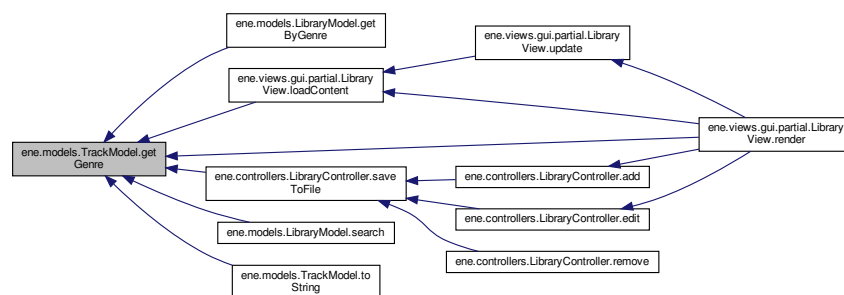 ene.models.LibraryModel.get
ByGenre
ene.views.gui.partial.Library
View.update
ene.views.gui.partial.Library
View.loadContent
ene.views.gui.partial.Library
View.render
ene.models.TrackModel.get
Genre
ene.controllers.LibraryController.save
ToFile
ene.controllers.LibraryController.add
ene.controllers.LibraryController.edit
ene.models.LibraryModel.search
ene.controllers.LibraryController.remove
ene.models.TrackModel.to
String